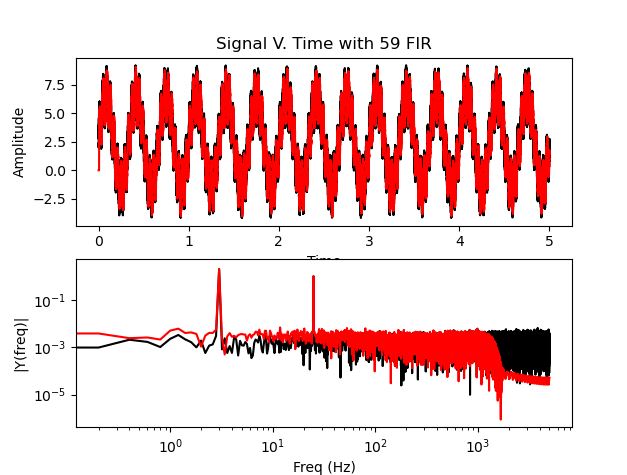 Signal V. Time with 59 FIR
Amplitude
7.5
5.0
2.5
0.0
−2.5
0 1 2 3 4 5
Time
|Y(freq)|
10⁻¹
10⁻³
10⁻⁵
10⁰ 10¹ 10² 10³
Freq (Hz)